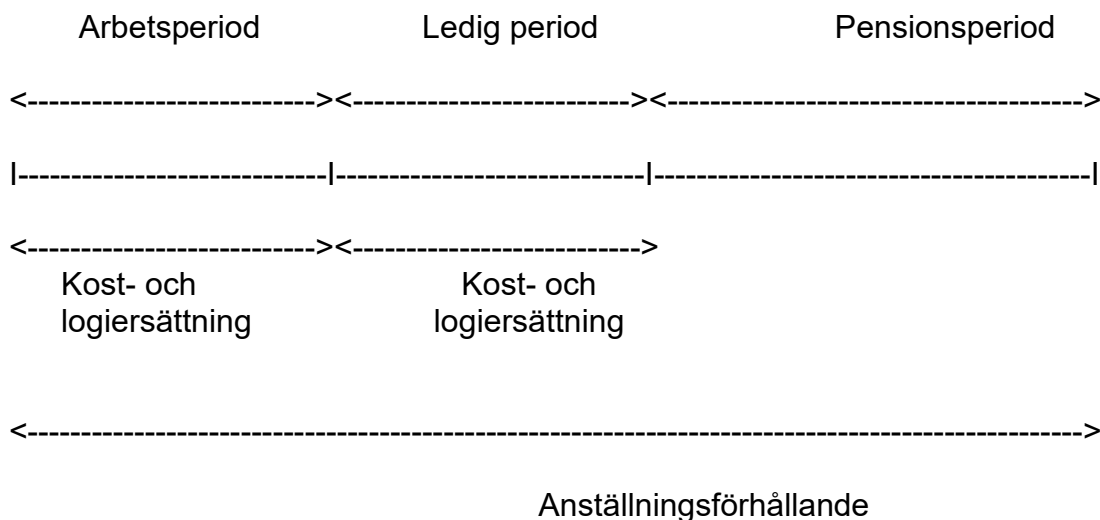 Arbetsperiod Ledig period Pensionsperiod
<----------------------------><--------------------------><---------------------------------------->
|-----------------------------|-----------------------------|-----------------------------------------|
<----------------------------><---------------------------->
Kost- och Kost- och
logiersättning logiersättning
<---------------------------------------------------------------------------------------------------->
Anställningsförhållande